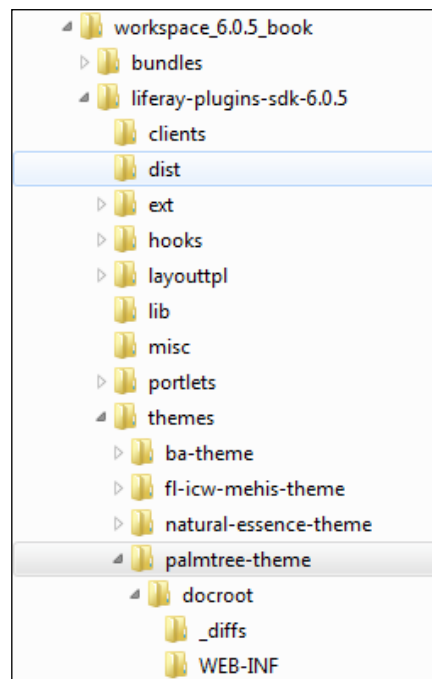 workspace_6.0.5_book
bundles
liferay-plugins-sdk-6.0.5
clients
dist
ext
hooks
layouttpl
lib
misc
portlets
themes
ba-theme
fl-icw-mehis-theme
natural-essence-theme
palmtree-theme
docroot
_diffs
WEB-INF